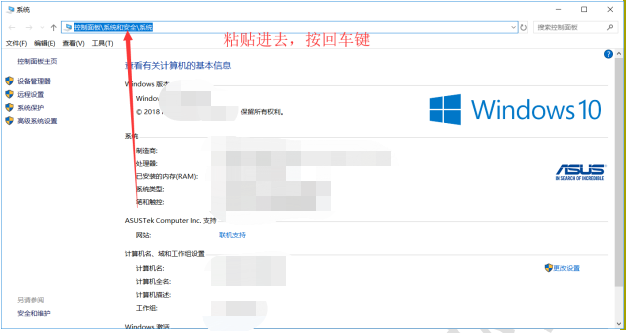 系统
控制面板\系统和安全\系统
搜索控制面板
粘贴进去，按回车键
文件(F) 编辑(E) 查看(V) 工具(T)
控制面板主页
设备管理器
远程设置
系统保护
高级系统设置
查看有关计算机的基本信息
Windows 版本
Window
© 2018 保留所有权利。
Windows 10
系统
制造商:
处理器:
已安装的内存(RAM):
系统类型:
笔和触控:
ASUS
IN SEARCH OF INCREDIBLE
ASUSTek Computer Inc. 支持
网站: 联机支持
计算机名、域和工作组设置
计算机名:
更改设置
计算机全名:
计算机描述:
工作组:
Windows 激活
另请参阅
安全和维护